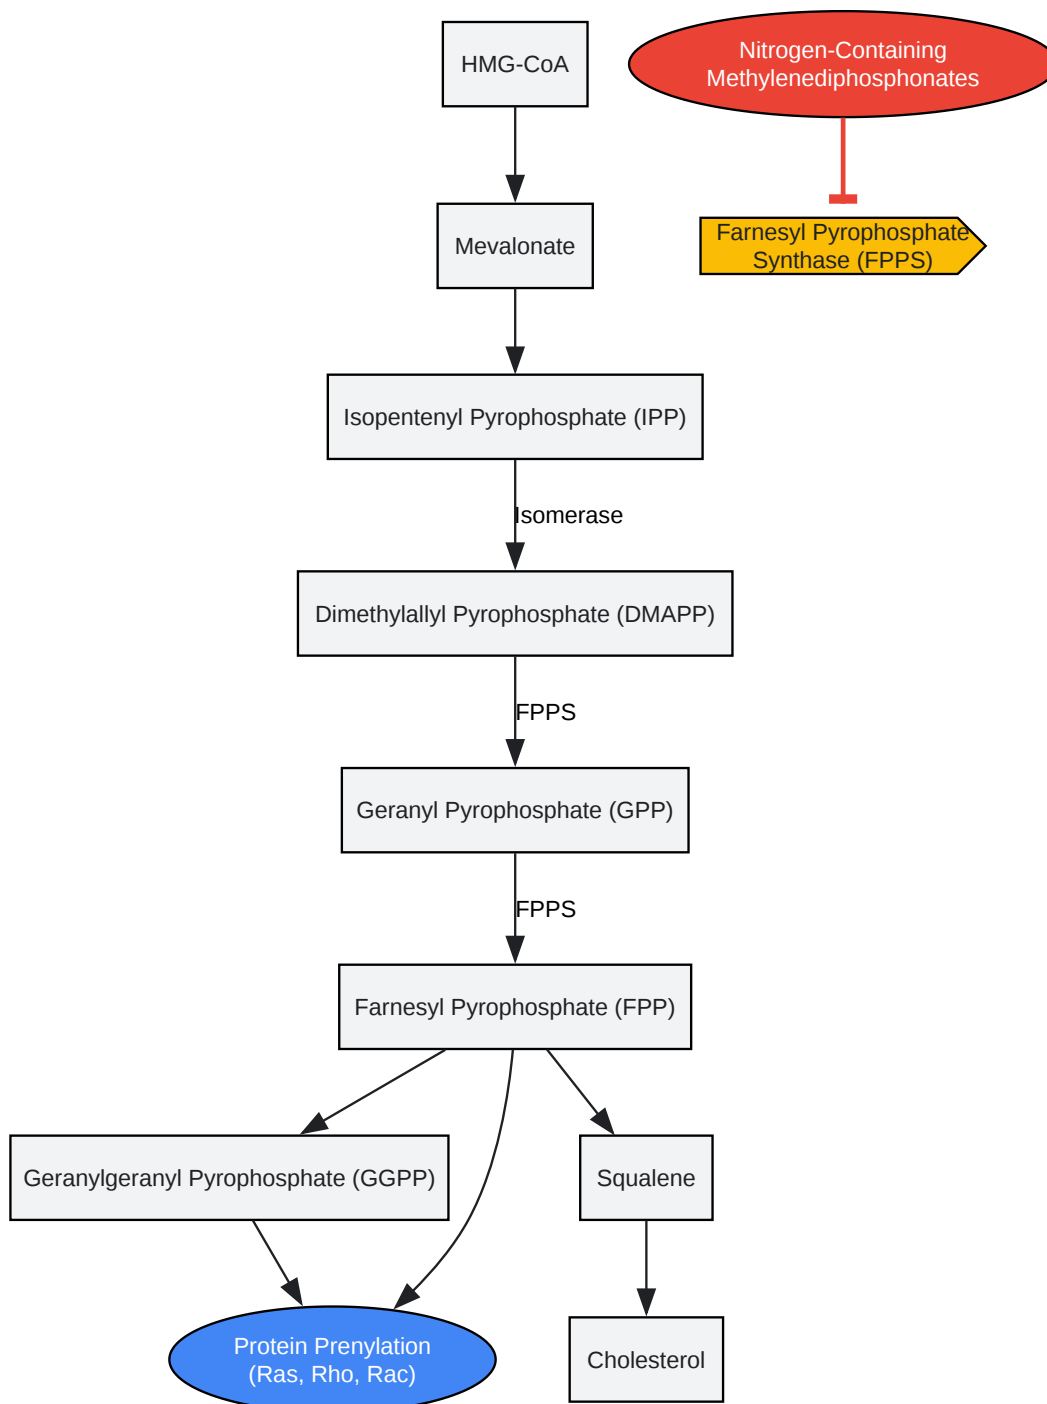 HMG-CoA
Nitrogen-Containing
Methylenediphosphonates
Mevalonate
Farnesyl Pyrophosphate
Synthase (FPPS)
Isopentenyl Pyrophosphate (IPP)
Isomerase
Dimethylallyl Pyrophosphate (DMAPP)
FPPS
Geranyl Pyrophosphate (GPP)
FPPS
Farnesyl Pyrophosphate (FPP)
Geranylgeranyl Pyrophosphate (GGPP)
Squalene
Protein Prenylation
(Ras, Rho, Rac)
Cholesterol